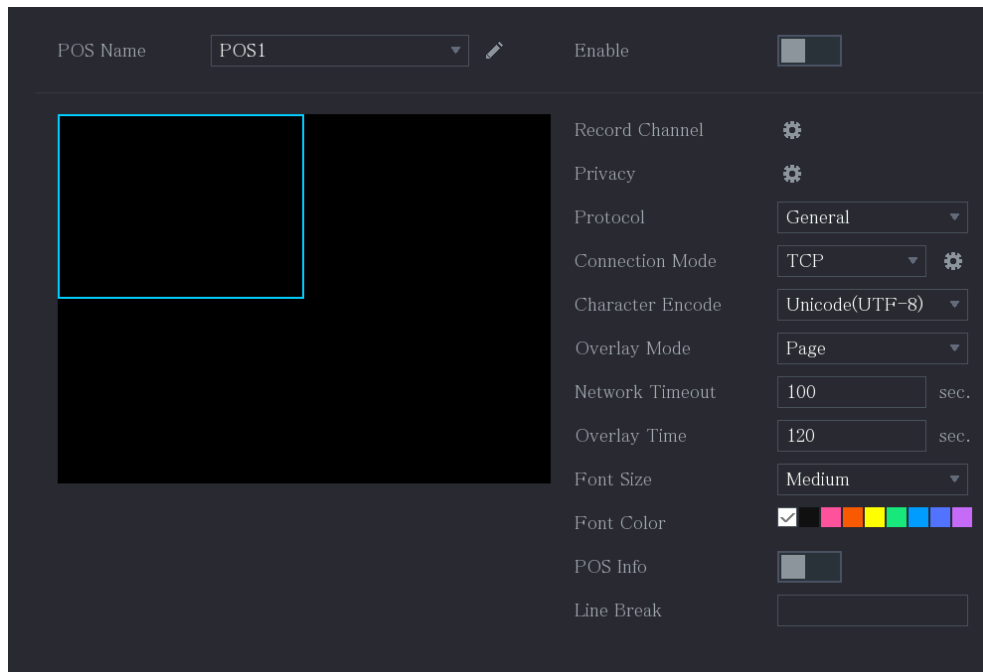 POS Name POS1 Enable
Record Channel
Privacy
Protocol General
Connection Mode TCP
Character Encode Unicode(UTF-8)
Overlay Mode Page
Network Timeout 100 sec.
Overlay Time 120 sec.
Font Size Medium
Font Color
POS Info
Line Break